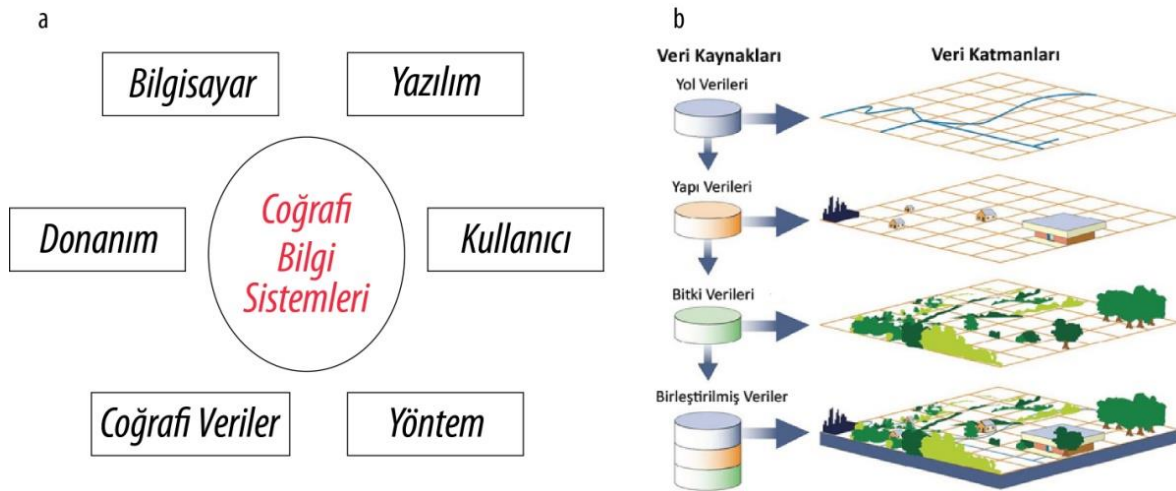 a
Bilgisayar
Yazılım
Donanım
Coğrafi
Bilgi
Sistemleri
Kullanıcı
Coğrafi Veriler
Yöntem
b
Veri Kaynakları
Veri Katmanları
Yol Verileri
Yapı Verileri
Bitki Verileri
Birleştirilmiş Veriler